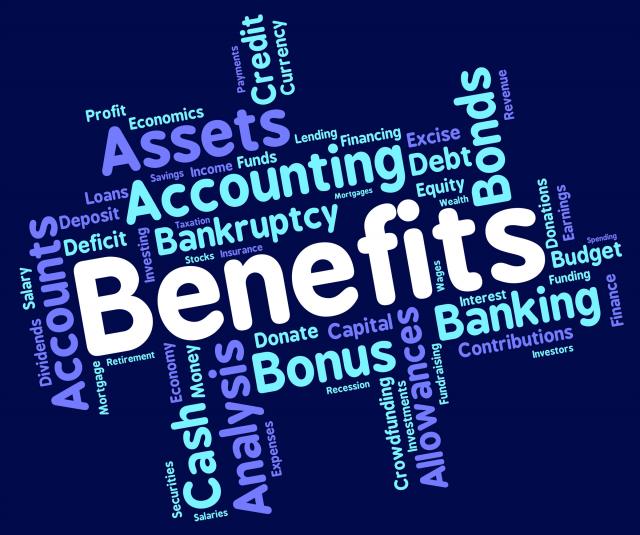 Credit
Payments
Currency
Profit
Economics
Assets
Lending
Financing
Excise
Bonds
Revenue
Savings
Income
Funds
Accounting
Debt
Loans
Mortgages
Equity
Wealth
Deposit
Taxation
Bankruptcy
Donations
Earnings
Deficit
Investing
Stocks
Insurance
Benefits
Spending
Budget
Salary
Accounts
Wages
Interest
Funding
Banking
Finance
Dividends
Donate
Capital
Contributions
Investors
Mortgage
Retirement
Economy
Money
Bonus
Recession
Allowances
Fundraising
Cash
Analysis
Expenses
Crowdfunding
Investments
Securities
Salaries